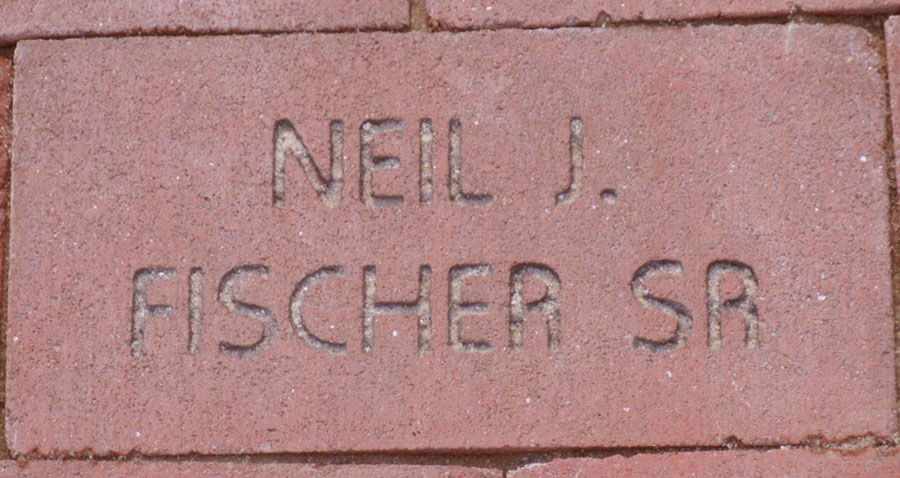 NEIL J.
FISCHER SR